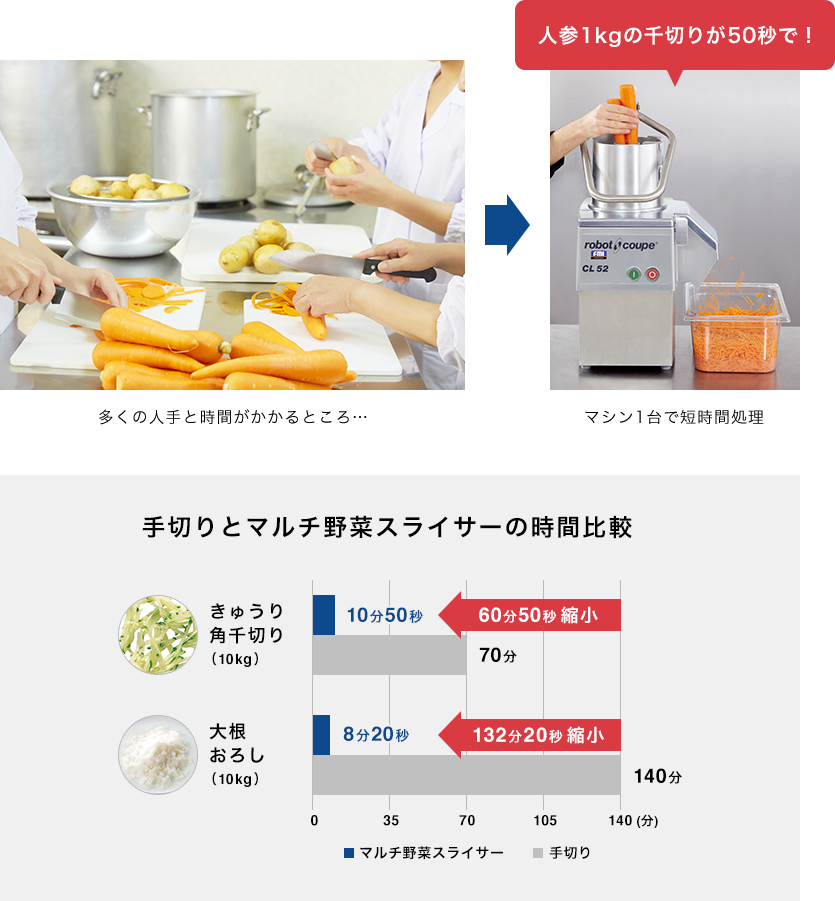 人参1kgの千切りが50秒で！
robot coupe®
FMI
CL 52
多くの人手と時間がかかるところ…
マシン1台で短時間処理
手切りとマルチ野菜スライサーの時間比較
きゅうり
角千切り
（10kg）
10分50秒
60分50秒 縮小
70分
大根
おろし
（10kg）
8分20秒
132分20秒 縮小
140分
0 35 70 105 140 (分)
マルチ野菜スライサー 手切り